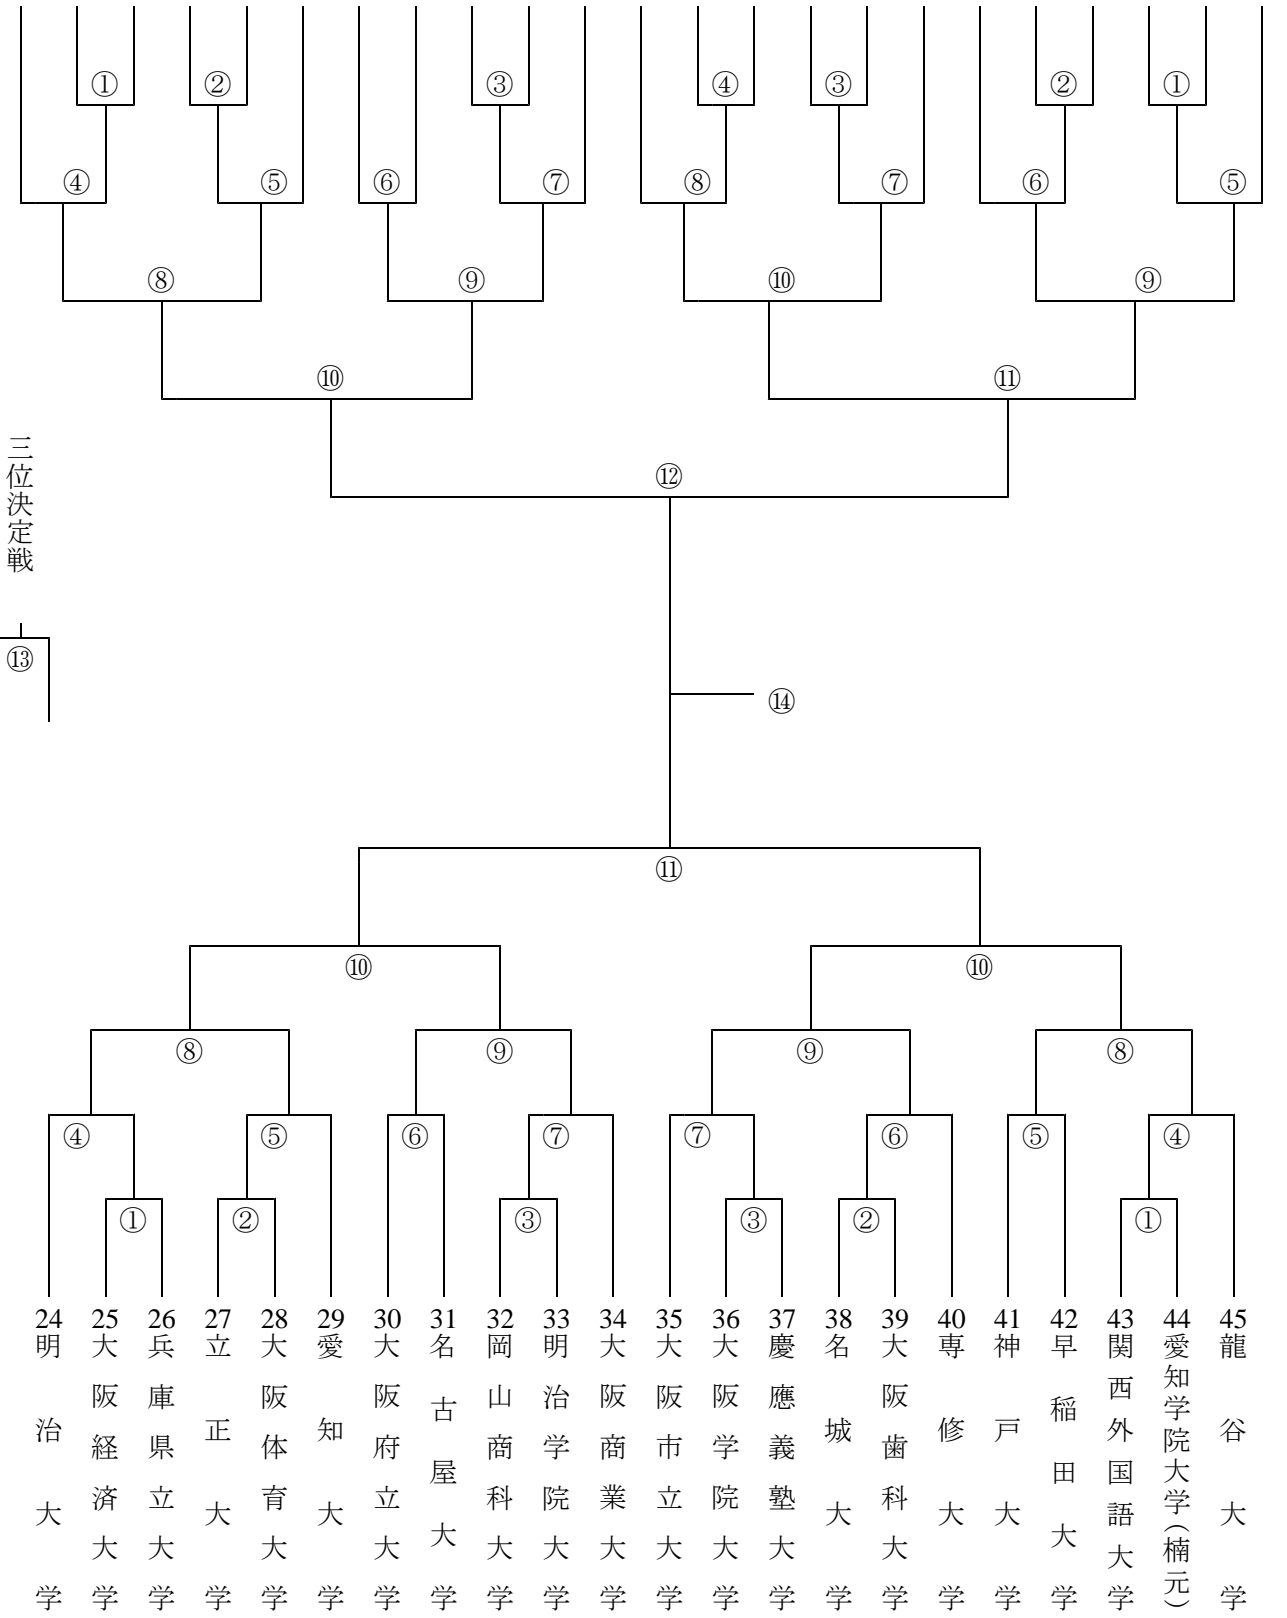 ① ② ③ ④ ③ ② ①
④ ⑤ ⑥ ⑦ ⑧ ⑦ ⑥ ⑤
⑧ ⑨ ⑩ ⑨
⑩ ⑪
三位決定戦
⑫
⑬
⑭
⑪
⑩ ⑩
⑧ ⑨ ⑨ ⑧
④ ⑤ ⑥ ⑦ ⑦ ⑥ ⑤ ④
① ② ③ ③ ② ①
24 明治大学
25 大阪経済大学
26 兵庫県立大学
27 立正大学
28 大阪体育大学
29 愛知大学
30 大阪府立大学
31 名古屋大学
32 岡山商科大学
33 明治学院大学
34 大阪商業大学
35 大阪市立大学
36 大阪学院大学
37 慶應義塾大学
38 名城大学
39 大阪歯科大学
40 専修大学
41 神戸大学
42 早稲田大学
43 関西外国語大学
44 愛知学院大学(楠元)
45 龍谷大学